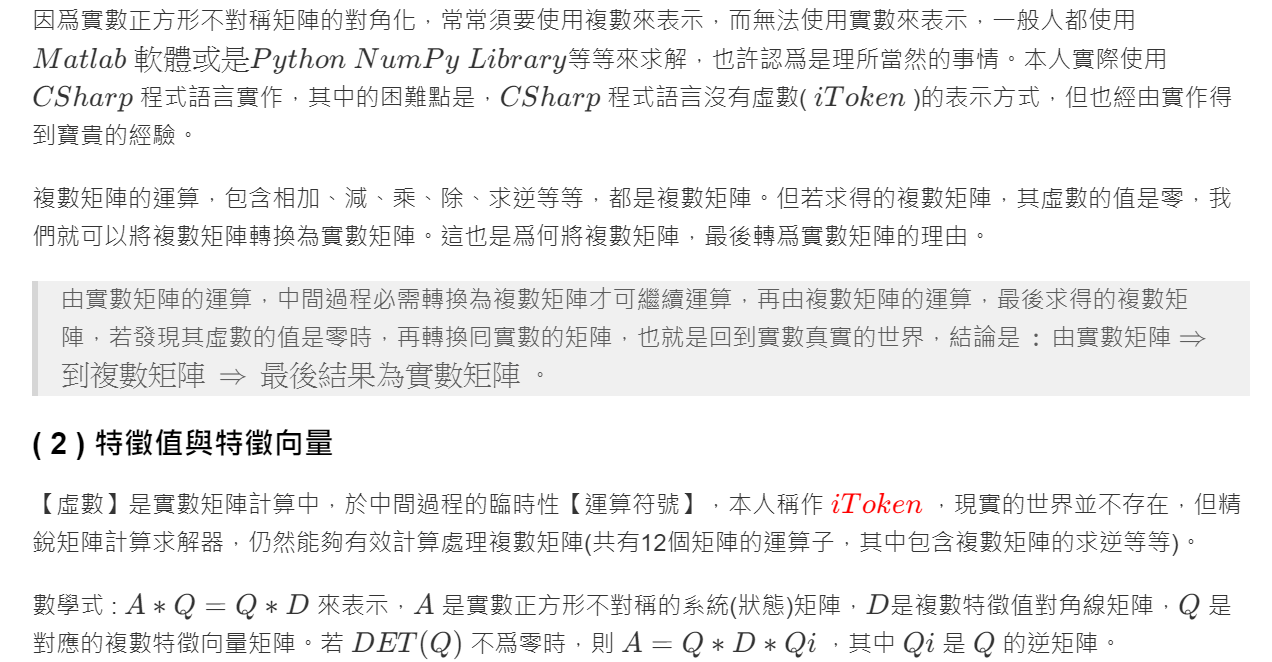 因爲實數正方形不對稱矩陣的對角化，常常須要使用複數來表示，而無法使用實數來表示，一般人都使用
Matlab 軟體或是Python NumPy Library等等來求解，也許認爲是理所當然的事情。本人實際使用
CSharp 程式語言實作，其中的困難點是，CSharp 程式語言沒有虛數( iToken )的表示方式，但也經由實作得
到寶貴的經驗。
複數矩陣的運算，包含相加、減、乘、除、求逆等等，都是複數矩陣。但若求得的複數矩陣，其虛數的值是零，我
們就可以將複數矩陣轉換為實數矩陣。這也是爲何將複數矩陣，最後轉爲實數矩陣的理由。
由實數矩陣的運算，中間過程必需轉換為複數矩陣才可繼續運算，再由複數矩陣的運算，最後求得的複數矩
陣，若發現其虛數的值是零時，再轉換囘實數的矩陣，也就是回到實數真實的世界，結論是：由實數矩陣 ⇒
到複數矩陣 ⇒ 最後結果為實數矩陣 。
( 2 ) 特徵值與特徵向量
【虛數】是實數矩陣計算中，於中間過程的臨時性【運算符號】，本人稱作 iToken ，現實的世界並不存在，但精
銳矩陣計算求解器，仍然能夠有效計算處理複數矩陣(共有12個矩陣的運算子，其中包含複數矩陣的求逆等等)。
數學式 : A ∗ Q = Q ∗ D 來表示，A 是實數正方形不對稱的系統(狀態)矩陣，D是複數特徵值對角線矩陣，Q 是
對應的複數特徵向量矩陣。若 DET(Q) 不爲零時，則 A = Q ∗ D ∗ Qi ，其中 Qi 是 Q 的逆矩陣。